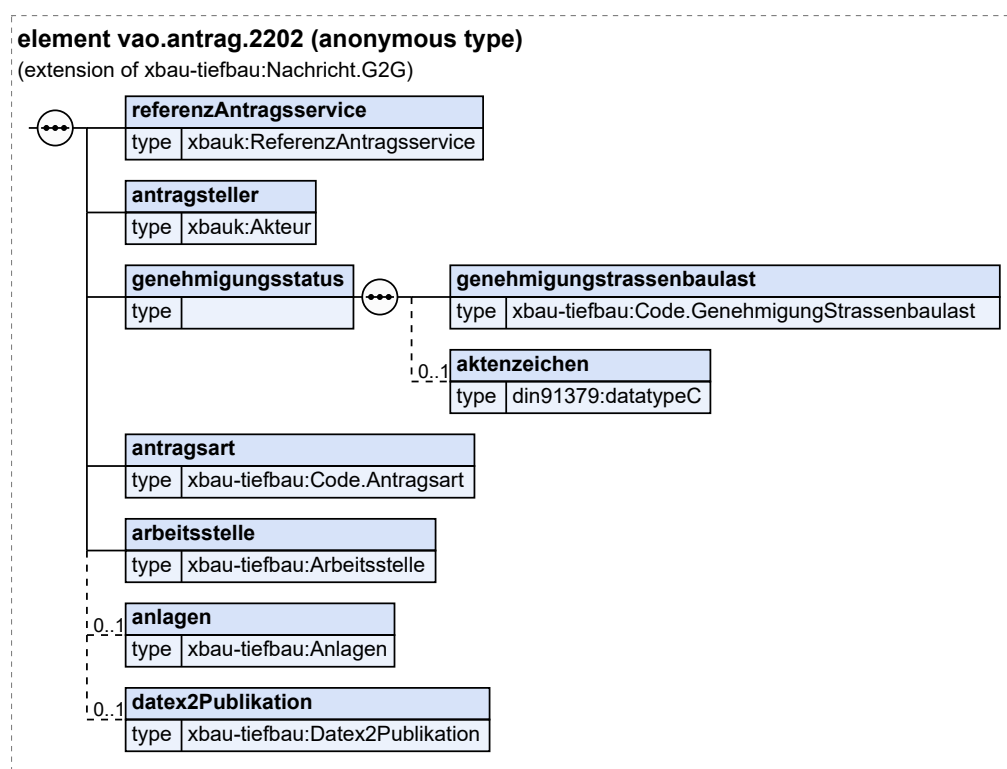 element vao.antrag.2202 (anonymous type)
(extension of xbau-tiefbau:Nachricht.G2G)
referenzAntragsservice
type xbauk:ReferenzAntragsservice
antragsteller
type xbauk:Akteur
genehmigungsstatus
type
genehmigungstrassenbaulast
type xbau-tiefbau:Code.GenehmigungStrassenbaulast
0..1
aktenzeichen
type din91379:datatypeC
antragsart
type xbau-tiefbau:Code.Antragsart
arbeitsstelle
type xbau-tiefbau:Arbeitsstelle
0..1
anlagen
type xbau-tiefbau:Anlagen
0..1
datex2Publikation
type xbau-tiefbau:Datex2Publikation